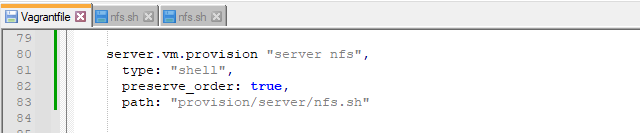 Vagrantfile nfs.sh nfs.sh
79
80 server.vm.provision "server nfs",
81 type: "shell",
82 preserve_order: true,
83 path: "provision/server/nfs.sh"
84